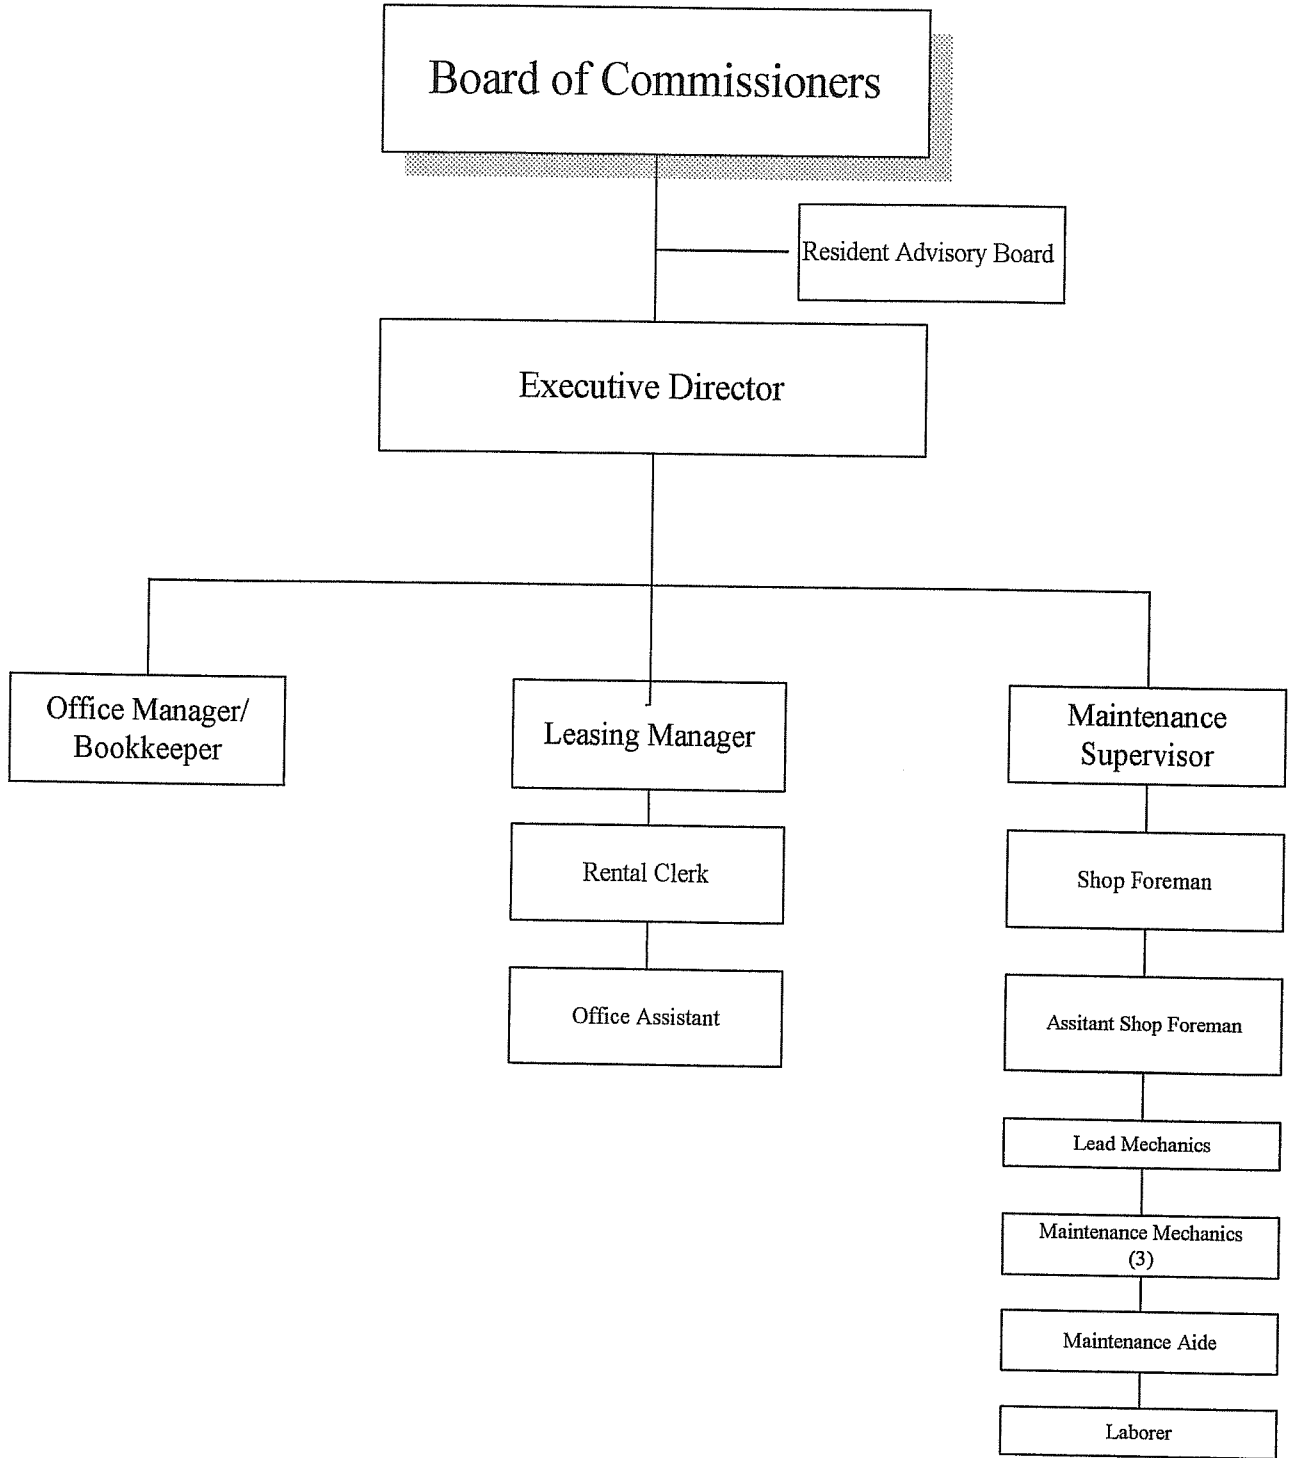 Board of Commissioners
Resident Advisory Board
Executive Director
Office Manager/
Bookkeeper
Leasing Manager
Maintenance
Supervisor
Rental Clerk
Shop Foreman
Office Assistant
Assitant Shop Foreman
Lead Mechanics
Maintenance Mechanics
(3)
Maintenance Aide
Laborer